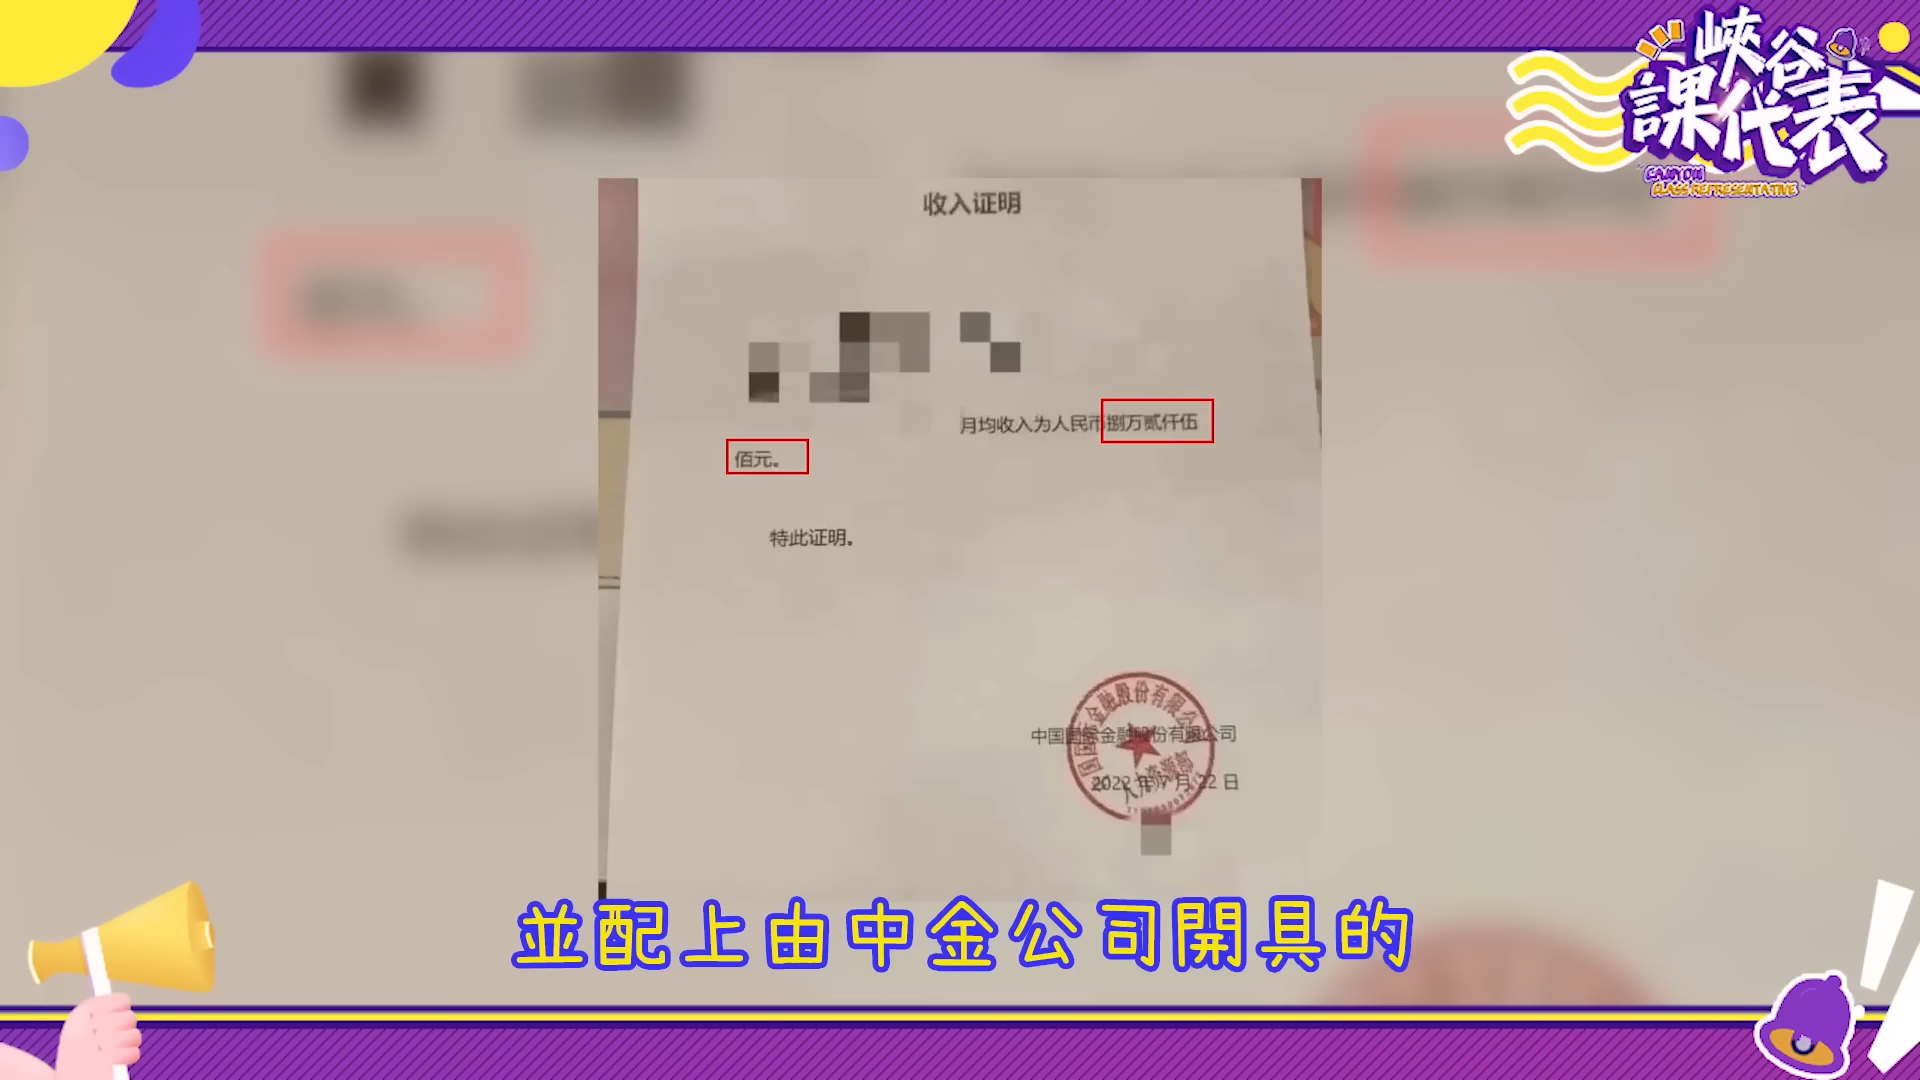 峽谷
課代表
CANYON
CLASS REPRESENTATIVE
收入证明
月均收入为人民币捌万贰仟伍
佰元。
特此证明。
中国国际金融股份有限公司
2022年7月22日
並配上由中金公司開具的